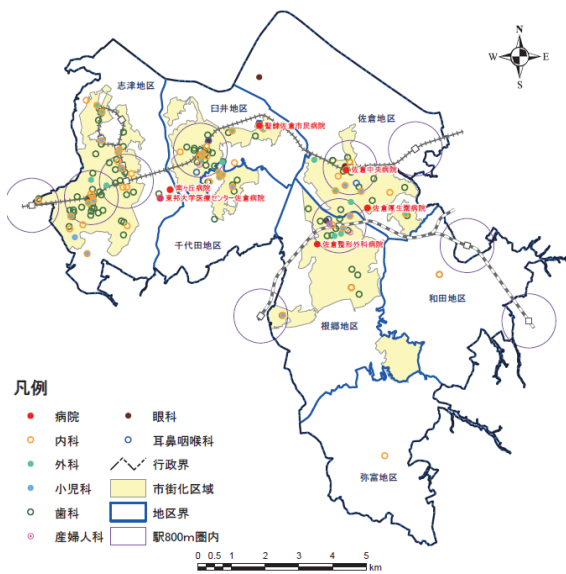 N
W E
S
志津地区
臼井地区
佐倉地区
聖隷佐倉市民病院
佐倉中央病院
南ヶ丘病院
東邦大学医療センター佐倉病院
佐倉厚生園病院
佐倉整形外科病院
千代田地区
和田地区
根郷地区
弥富地区
凡例
病院
眼科
内科
耳鼻咽喉科
外科
行政界
小児科
市街化区域
歯科
地区界
産婦人科
駅800m圏内
0 0.5 1 2 3 4 5
km